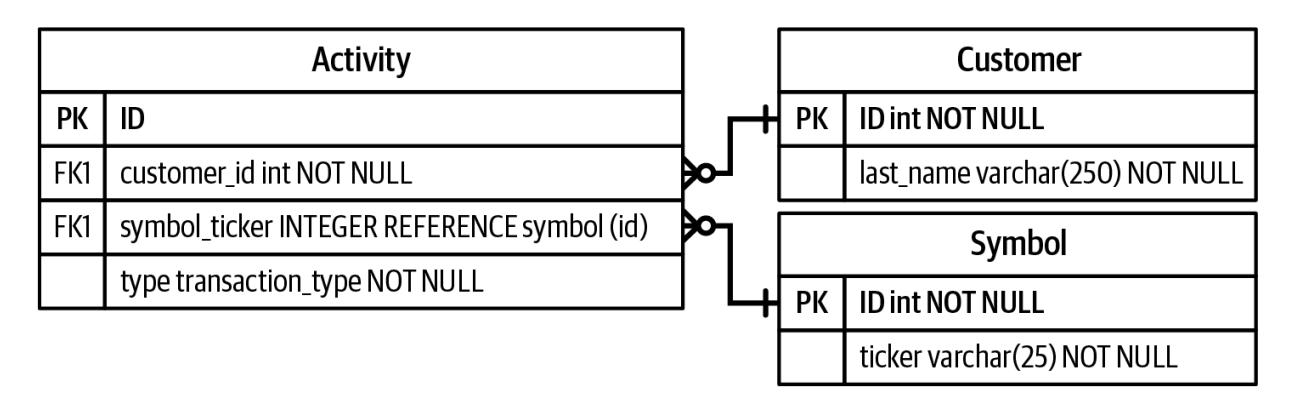 Activity
PK ID
FK1 customer_id int NOT NULL
FK1 symbol_ticker INTEGER REFERENCE symbol (id)
type transaction_type NOT NULL
Customer
PK ID int NOT NULL
last_name varchar(250) NOT NULL
Symbol
PK ID int NOT NULL
ticker varchar(25) NOT NULL